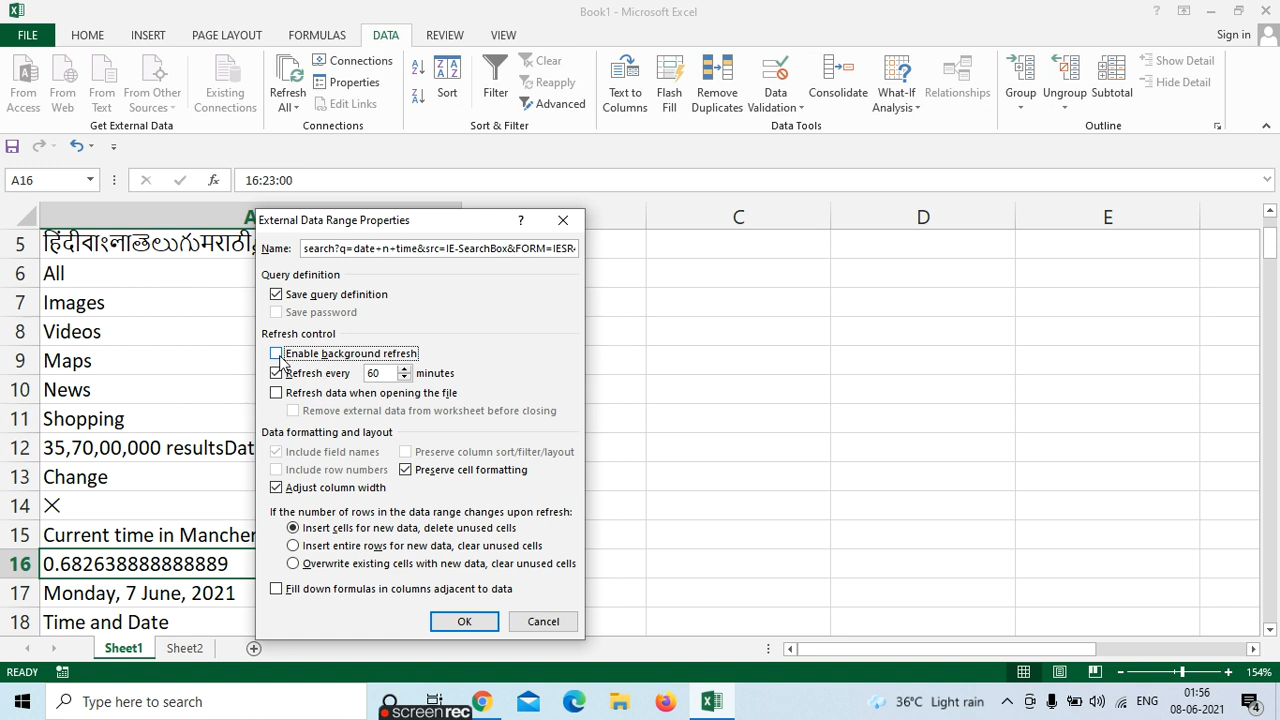 Book1 - Microsoft Excel
?
FILE HOME INSERT PAGE LAYOUT FORMULAS DATA REVIEW VIEW Sign in
From Access
From Web
From Text
From Other Sources
Existing Connections
Get External Data
Refresh All
Connections
Properties
Edit Links
Connections
Sort
Filter
Clear
Reapply
Advanced
Sort & Filter
Text to Columns
Flash Fill
Remove Duplicates
Data Validation
Consolidate
What-If Analysis
Relationships
Data Tools
Group
Ungroup
Subtotal
Show Detail
Hide Detail
Outline
A16 fx 16:23:00
A C D E
5
6 All
7 Images
8 Videos
9 Maps
10 News
11 Shopping
12 35,70,00,000 resultsDat
13 Change
14 ×
15 Current time in Mancher
16 0.682638888888889
17 Monday, 7 June, 2021
18 Time and Date
External Data Range Properties ?
Name: search?q=date+n+time&src=IE-SearchBox&FORM=IESR
Query definition
Save query definition
Save password
Refresh control
Enable background refresh
Refresh every 60 minutes
Refresh data when opening the file
Remove external data from worksheet before closing
Data formatting and layout
Include field names Preserve column sort/filter/layout
Include row numbers Preserve cell formatting
Adjust column width
If the number of rows in the data range changes upon refresh:
Insert cells for new data, delete unused cells
Insert entire rows for new data, clear unused cells
Overwrite existing cells with new data, clear unused cells
Fill down formulas in columns adjacent to data
OK Cancel
Sheet1 Sheet2
READY 154%
Type here to search
screenrec
36°C Light rain ENG 01:56
08-06-2021
4